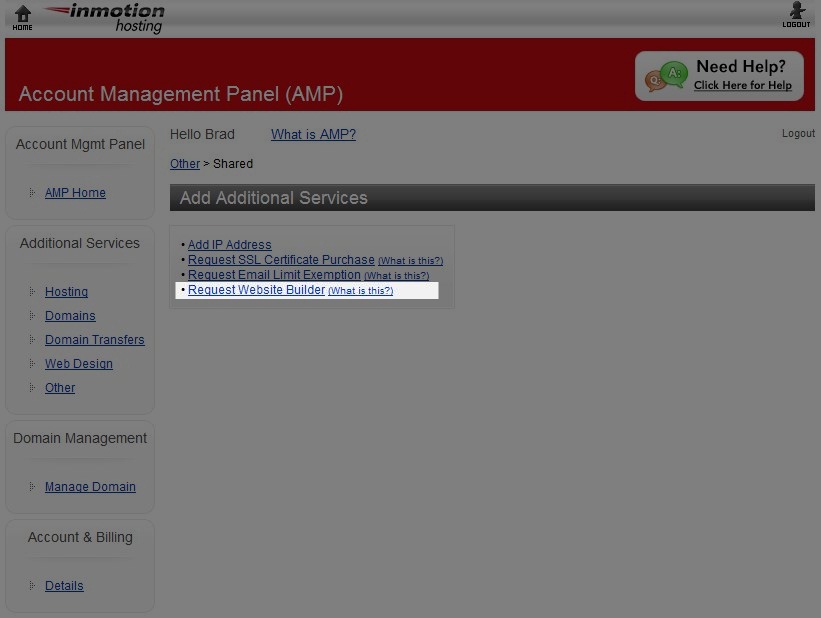 inmotion
hosting
HOME
LOGOUT
Account Management Panel (AMP)
Q: A:
Need Help?
Click Here for Help
Account Mgmt Panel
AMP Home
Additional Services
Hosting
Domains
Domain Transfers
Web Design
Other
Domain Management
Manage Domain
Account & Billing
Details
Hello Brad What is AMP? Logout
Other > Shared
Add Additional Services
• Add IP Address
• Request SSL Certificate Purchase (What is this?)
• Request Email Limit Exemption (What is this?)
• Request Website Builder (What is this?)